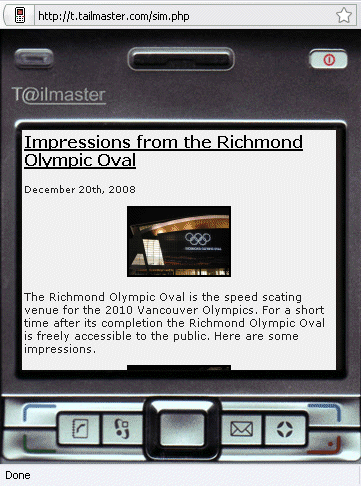 http://t.tailmaster.com/sim.php
T@ilmaster
Impressions from the Richmond
Olympic Oval
December 20th, 2008
The Richmond Olympic Oval is the speed scating
venue for the 2010 Vancouver Olympics. For a short
time after its completion the Richmond Olympic Oval
is freely accessible to the public. Here are some
impressions.
Done